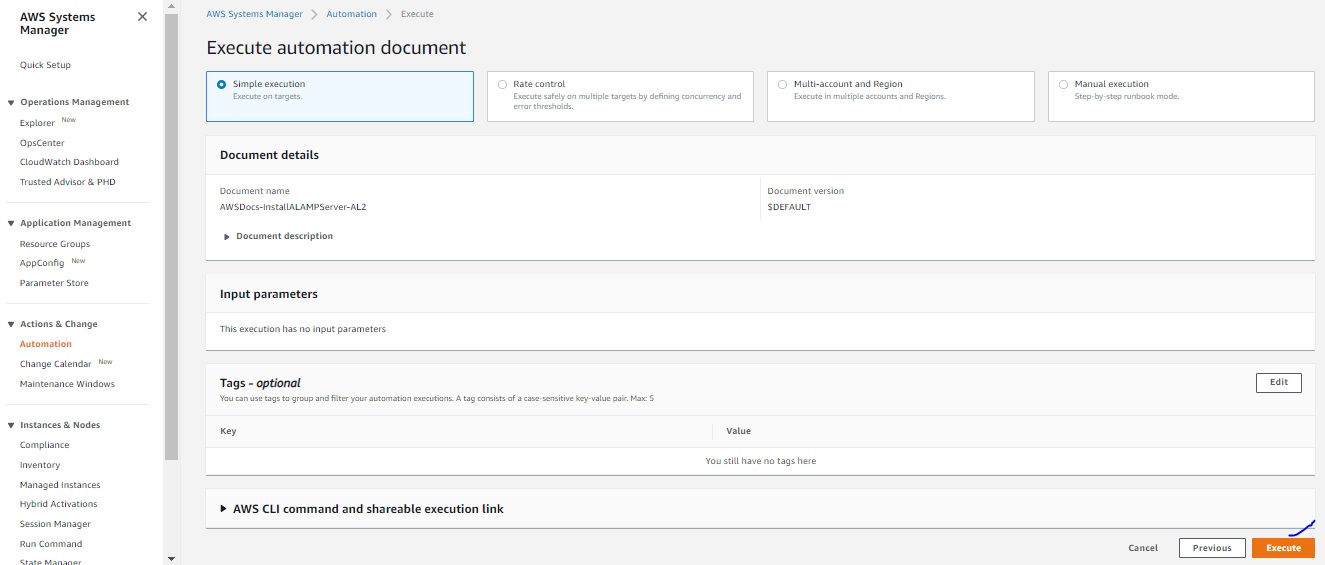 AWS Systems
Manager
Quick Setup
Operations Management
Explorer New
OpsCenter
CloudWatch Dashboard
Trusted Advisor & PHD
Application Management
Resource Groups
AppConfig New
Parameter Store
Actions & Change
Automation
Change Calendar New
Maintenance Windows
Instances & Nodes
Compliance
Inventory
Managed Instances
Hybrid Activations
Session Manager
Run Command
State Manager
AWS Systems Manager > Automation > Execute
Execute automation document
Simple execution
Execute on targets.
Rate control
Execute safely on multiple targets by defining concurrency and
error thresholds.
Multi-account and Region
Execute in multiple accounts and Regions.
Manual execution
Step-by-step runbook mode.
Document details
Document name
AWSDocs-InstallALAMPServer-AL2
Document version
$DEFAULT
Document description
Input parameters
This execution has no input parameters
Tags - optional
You can use tags to group and filter your automation executions. A tag consists of a case-sensitive key-value pair. Max: 5
Edit
Key Value
You still have no tags here
AWS CLI command and shareable execution link
Cancel Previous Execute